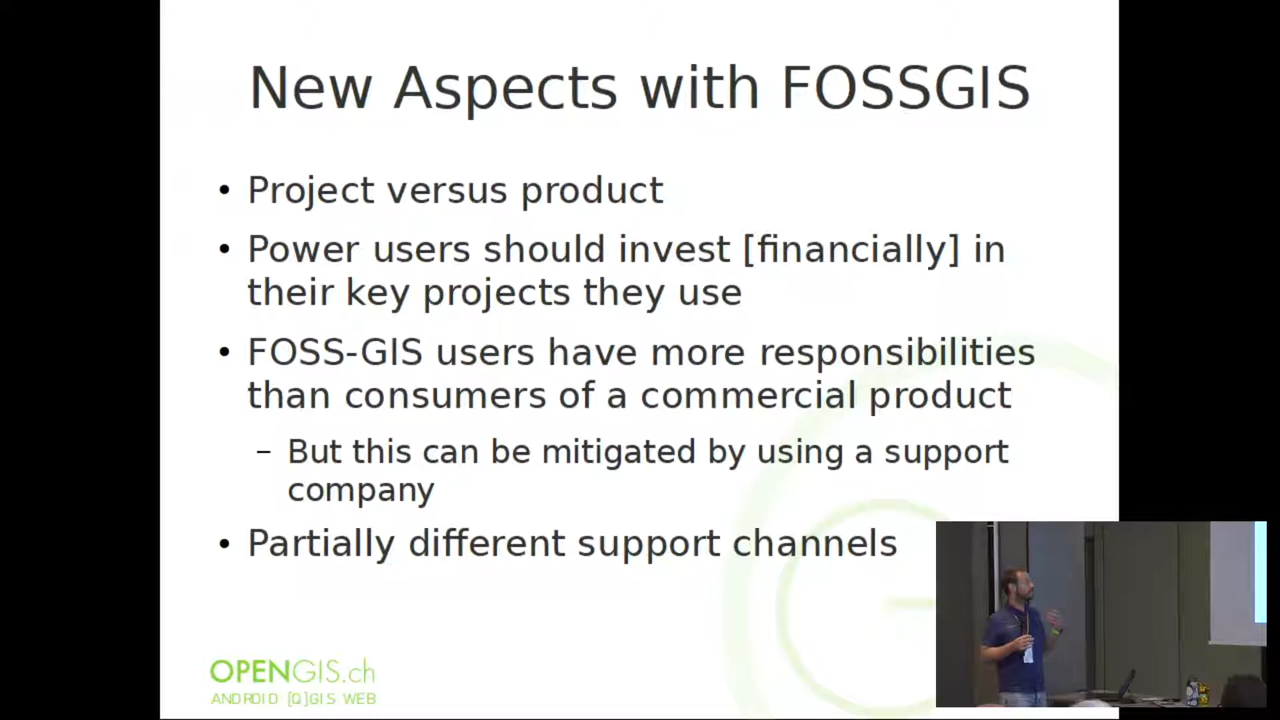 New Aspects with FOSSGIS
• Project versus product
• Power users should invest [financially] in
their key projects they use
• FOSS-GIS users have more responsibilities
than consumers of a commercial product
– But this can be mitigated by using a support
company
• Partially different support channels
OPENGIS.ch
ANDROID [Q]GIS WEB